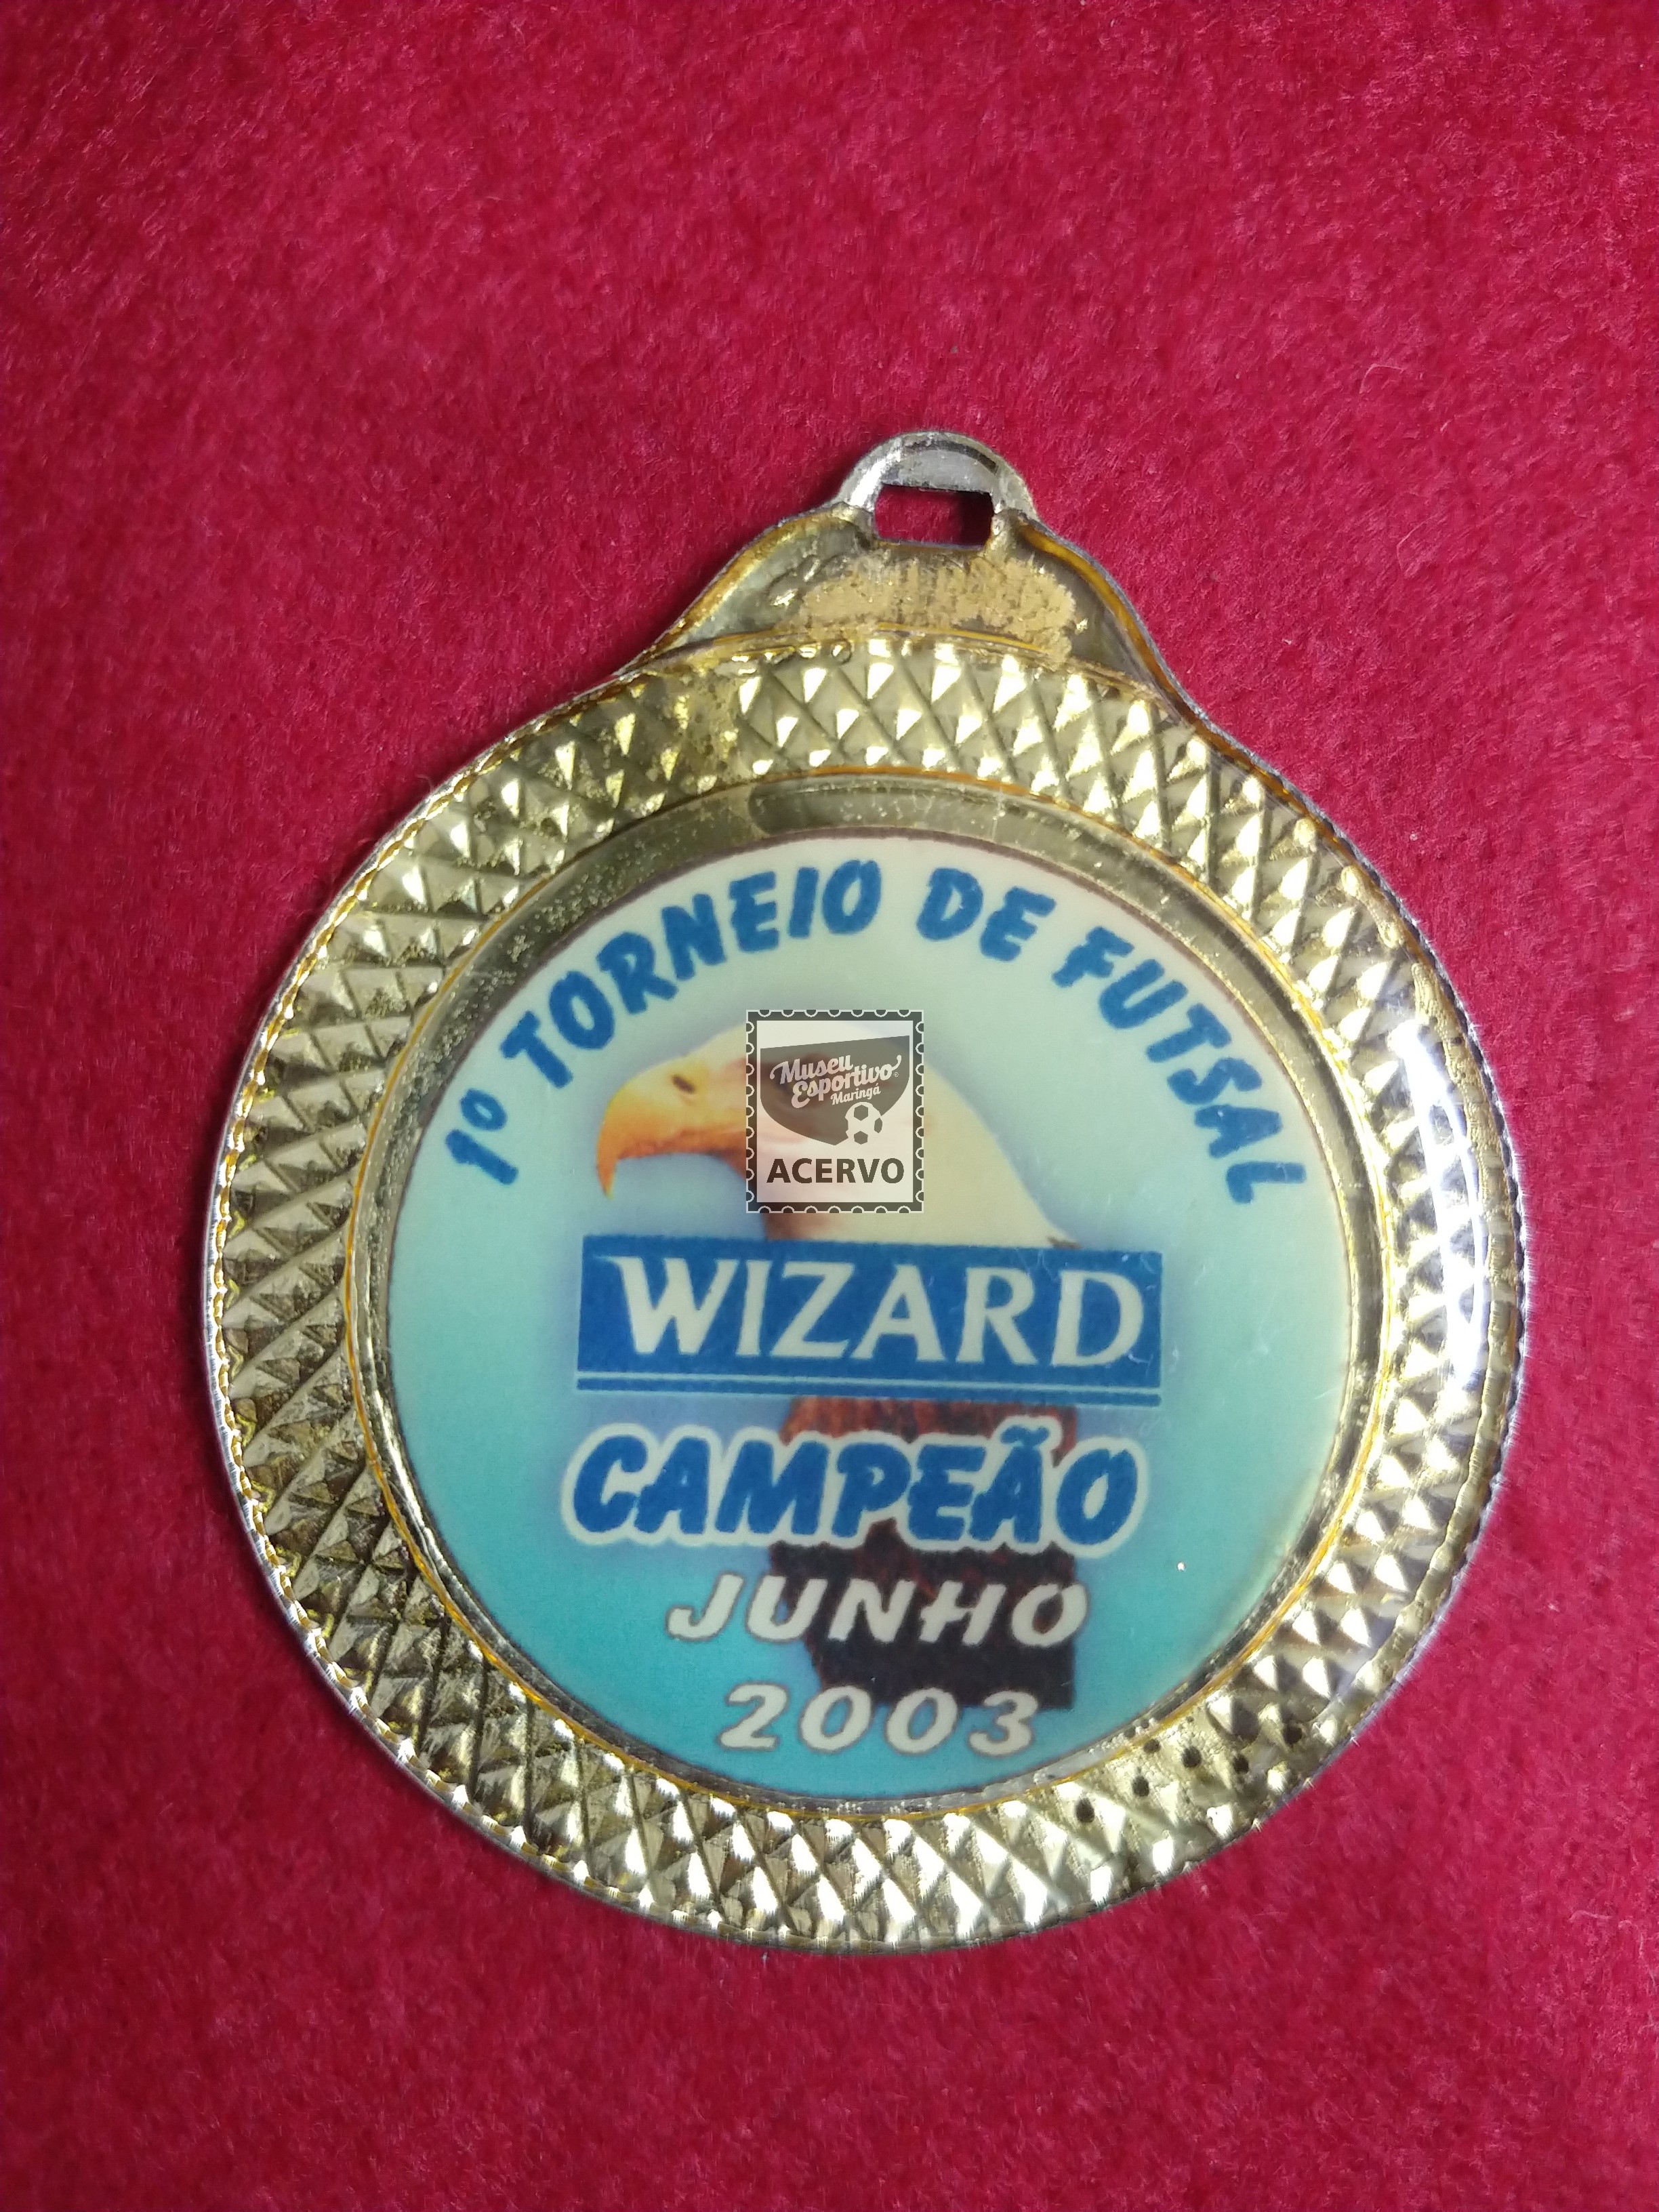 1º TORNEIO DE FUTSAL
Museu
Esportivo
Maringá
ACERVO
WIZARD
CAMPEÃO
JUNHO
2003